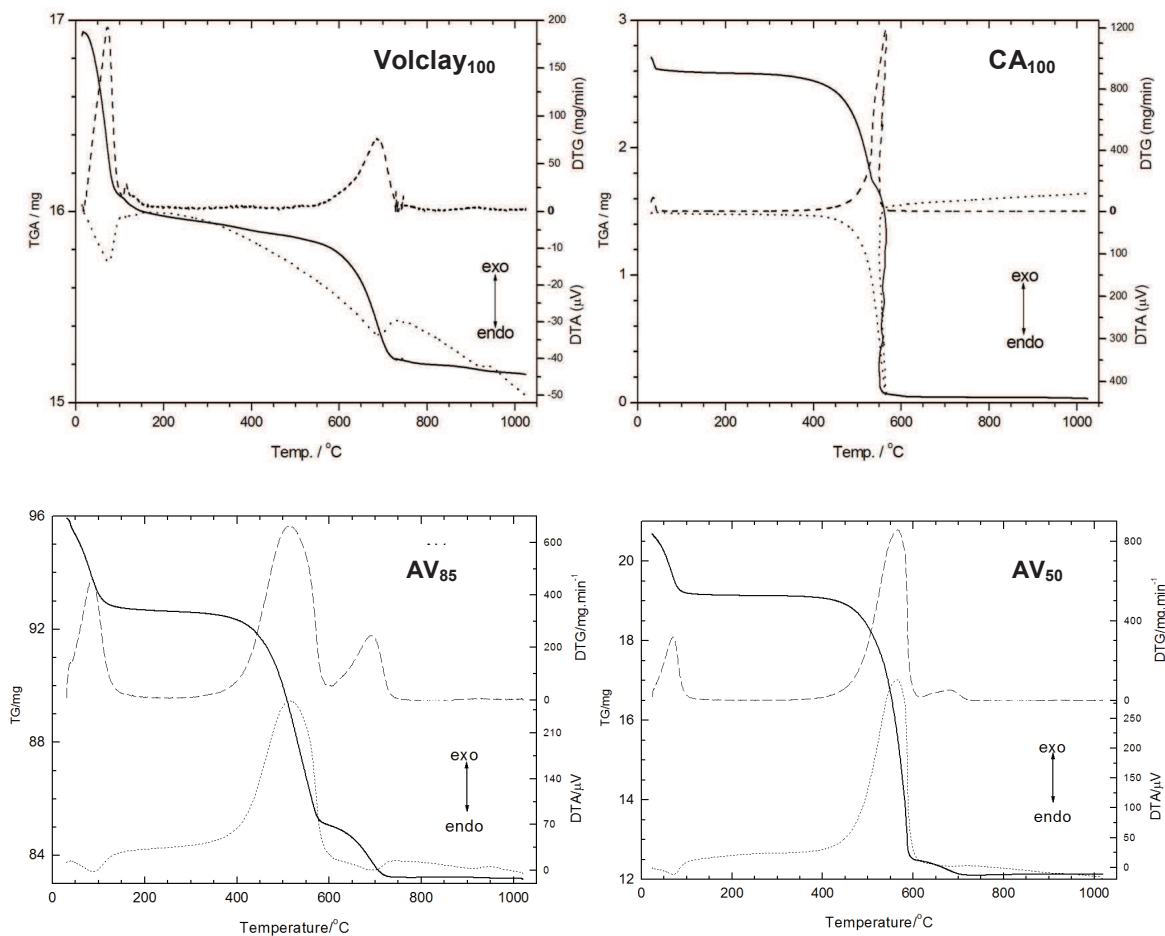 17
16
15
TGA / mg
Volclay100
200
150
100
50
0
DTG (mg/min)
-10
-20
-30
-40
-50
DTA (µV)
exo
endo
0 200 400 600 800 1000
Temp. / °C
3
2
1
0
TGA / mg
CA100
1200
800
400
0
DTG (mg/min)
100
200
300
400
DTA (µV)
exo
endo
0 200 400 600 800 1000
Temp. / °C
96
92
88
84
TG/mg
AV85
600
500
400
300
200
100
0
DTG/mg.min-1
210
140
70
0
DTA/µV
exo
endo
0 200 400 600 800 1000
Temperature/°C
20
18
16
14
12
TG/mg
AV50
800
400
0
DTG/mg.min-1
250
200
150
100
50
0
DTA/µV
exo
endo
0 200 400 600 800 1000
Temperature/°C